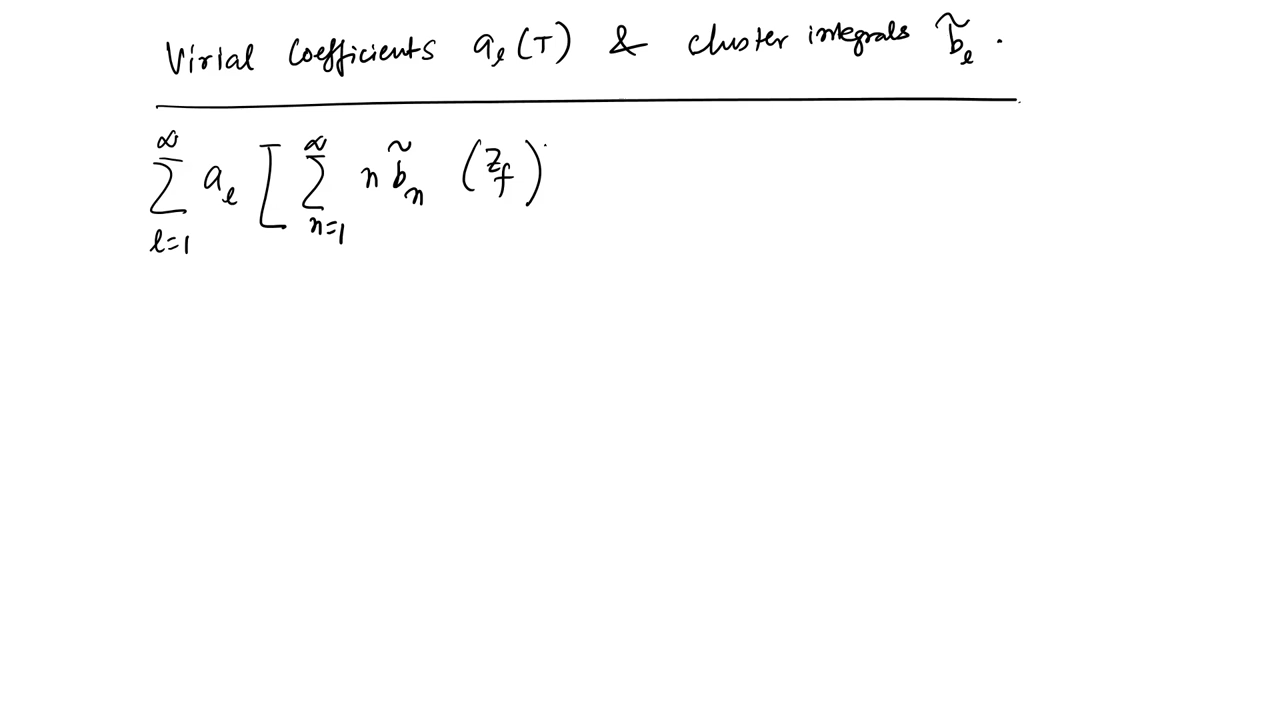 Virial Coefficients a_l(T) & cluster integrals b̃_l .
∞ ∑ l=1 a_l [ ∞ ∑ n=1 n b̃_n (z_f)